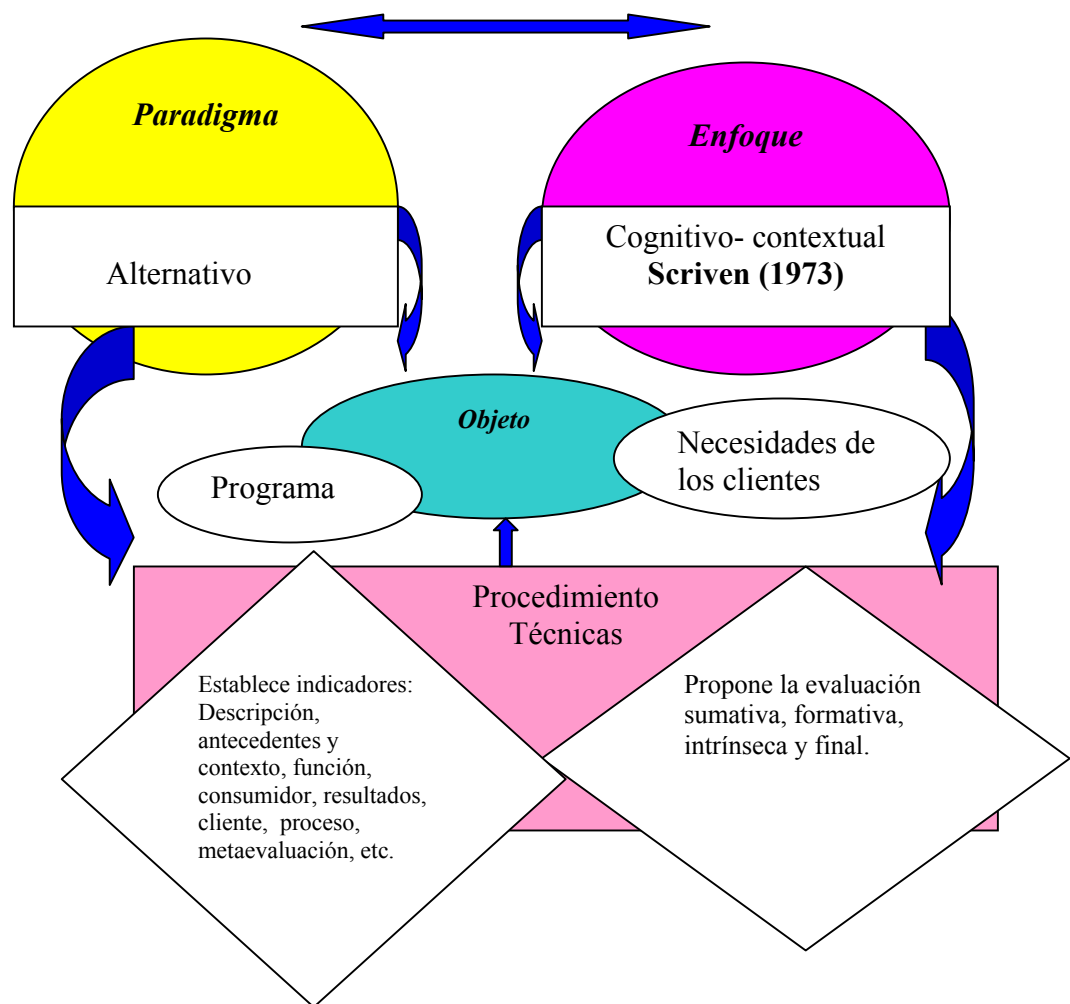 Paradigma
Enfoque
Alternativo
Cognitivo- contextual
Scriven (1973)
Objeto
Programa
Necesidades de
los clientes
Procedimiento
Técnicas
Establece indicadores:
Descripción,
antecedentes y
contexto, función,
consumidor, resultados,
cliente, proceso,
metaevaluación, etc.
Propone la evaluación
sumativa, formativa,
intrínseca y final.